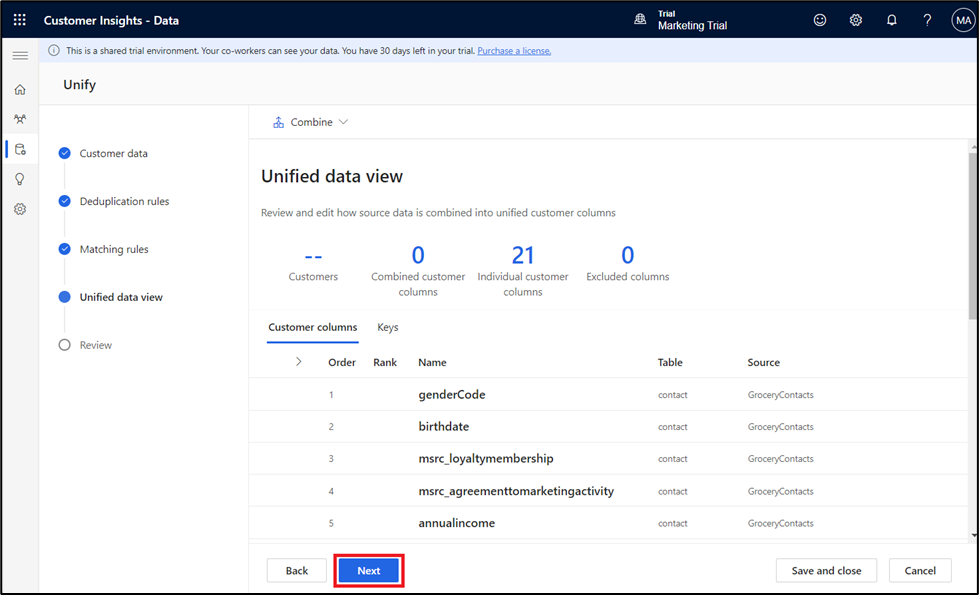 Customer Insights - Data
Trial
Marketing Trial
?
MA
This is a shared trial environment. Your co-workers can see your data. You have 30 days left in your trial. Purchase a license.
Unify
Customer data
Deduplication rules
Matching rules
Unified data view
Review
Combine
Unified data view
Review and edit how source data is combined into unified customer columns
-- 0 21 0
Customers Combined customer Individual customer Excluded columns
columns columns
Customer columns Keys
Order Rank Name Table Source
1 genderCode contact GroceryContacts
2 birthdate contact GroceryContacts
3 msrc_loyaltymembership contact GroceryContacts
4 msrc_agreementtomarketingactivity contact GroceryContacts
5 annualincome contact GroceryContacts
Back Next Save and close Cancel